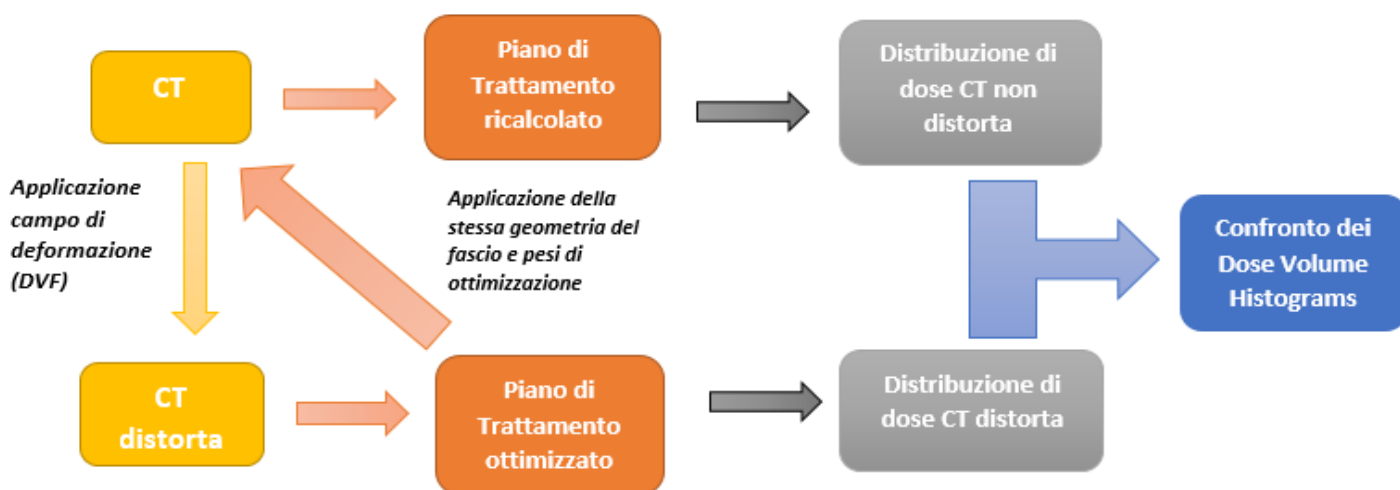 CT
Piano di
Trattamento
ricalcolato
Distribuzione di
dose CT non
distorta
Applicazione
campo di
deformazione
(DVF)
Applicazione della
stessa geometria del
fascio e pesi di
ottimizzazione
Confronto dei
Dose Volume
Histograms
CT
distorta
Piano di
Trattamento
ottimizzato
Distribuzione di
dose CT distorta